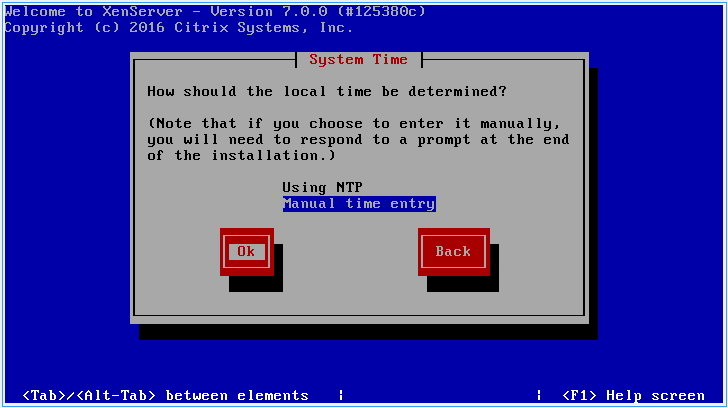 Welcome to XenServer - Version 7.0.0 (#125380c)
Copyright (c) 2016 Citrix Systems, Inc.
System Time
How should the local time be determined?
(Note that if you choose to enter it manually,
you will need to respond to a prompt at the end
of the installation.)
Using NTP
Manual time entry
Ok Back
<Tab>/<Alt-Tab> between elements | | <F1> Help screen